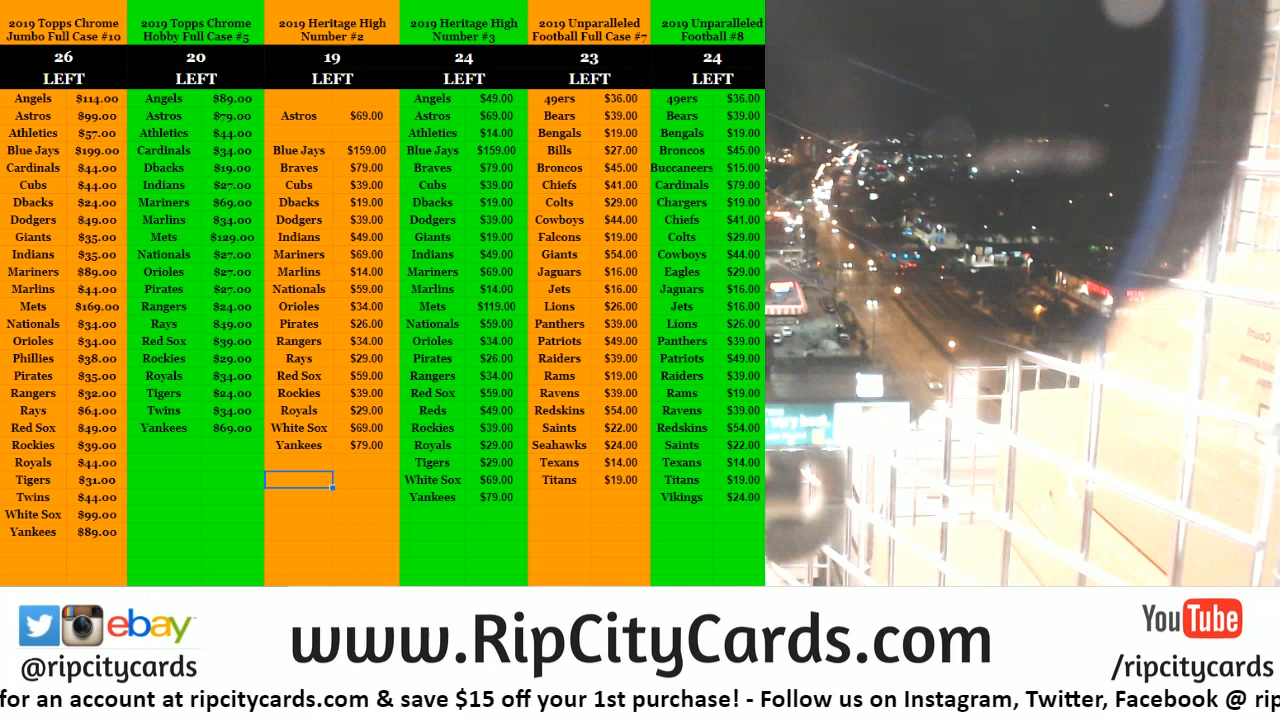 2019 Topps Chrome Jumbo Full Case #10
26
LEFT
Angels $114.00
Astros $99.00
Athletics $57.00
Blue Jays $199.00
Cardinals $44.00
Cubs $44.00
Dbacks $24.00
Dodgers $49.00
Giants $35.00
Indians $35.00
Mariners $89.00
Marlins $44.00
Mets $169.00
Nationals $34.00
Orioles $34.00
Phillies $38.00
Pirates $35.00
Rangers $32.00
Rays $64.00
Red Sox $49.00
Rockies $39.00
Royals $44.00
Tigers $31.00
Twins $44.00
White Sox $99.00
Yankees $89.00
2019 Topps Chrome Hobby Full Case #5
20
LEFT
Angels $89.00
Astros $79.00
Athletics $44.00
Cardinals $34.00
Dbacks $19.00
Indians $27.00
Mariners $69.00
Marlins $34.00
Mets $129.00
Nationals $27.00
Orioles $27.00
Pirates $27.00
Rangers $24.00
Rays $49.00
Red Sox $39.00
Rockies $29.00
Royals $34.00
Tigers $24.00
Twins $34.00
Yankees $69.00
2019 Heritage High Number #2
19
LEFT
Astros $69.00
Blue Jays $159.00
Braves $79.00
Cubs $39.00
Dbacks $19.00
Dodgers $39.00
Indians $49.00
Mariners $69.00
Marlins $14.00
Nationals $59.00
Orioles $34.00
Pirates $26.00
Rangers $34.00
Rays $29.00
Red Sox $59.00
Rockies $39.00
Royals $29.00
White Sox $69.00
Yankees $79.00
2019 Heritage High Number #3
24
LEFT
Angels $49.00
Astros $69.00
Athletics $14.00
Blue Jays $159.00
Braves $79.00
Cubs $39.00
Dbacks $19.00
Dodgers $39.00
Giants $19.00
Indians $49.00
Mariners $69.00
Marlins $14.00
Mets $119.00
Nationals $59.00
Orioles $34.00
Pirates $26.00
Rangers $34.00
Red Sox $59.00
Reds $49.00
Rockies $39.00
Royals $29.00
Tigers $29.00
White Sox $69.00
Yankees $79.00
2019 Unparalleled Football Full Case #7
23
LEFT
49ers $36.00
Bears $39.00
Bengals $19.00
Bills $27.00
Broncos $45.00
Chiefs $41.00
Colts $29.00
Cowboys $44.00
Falcons $19.00
Giants $54.00
Jaguars $16.00
Jets $16.00
Lions $26.00
Panthers $39.00
Patriots $49.00
Raiders $39.00
Rams $19.00
Ravens $39.00
Redskins $54.00
Saints $22.00
Seahawks $24.00
Texans $14.00
Titans $19.00
2019 Unparalleled Football #8
24
LEFT
49ers $36.00
Bears $39.00
Bengals $19.00
Broncos $45.00
Buccaneers $15.00
Cardinals $79.00
Chargers $19.00
Chiefs $41.00
Colts $29.00
Cowboys $44.00
Eagles $29.00
Jaguars $16.00
Jets $16.00
Lions $26.00
Panthers $39.00
Patriots $49.00
Raiders $39.00
Rams $19.00
Ravens $39.00
Redskins $54.00
Saints $22.00
Texans $14.00
Titans $19.00
Vikings $24.00
ebay
@ripcitycards
www.RipCityCards.com
YouTube
/ripcitycards
for an account at ripcitycards.com & save $15 off your 1st purchase! - Follow us on Instagram, Twitter, Facebook @ rip